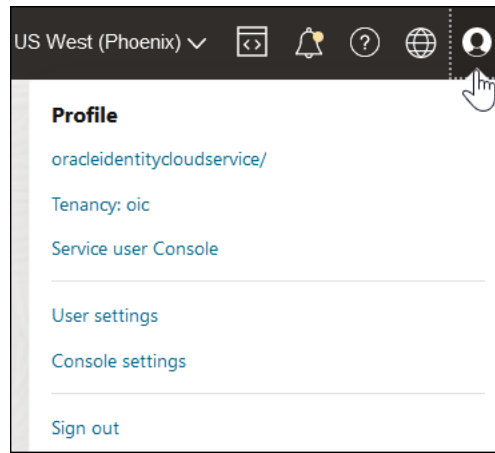 US West (Phoenix)
Profile
oracleidentitycloudservice/
Tenancy: oic
Service user Console
User settings
Console settings
Sign out